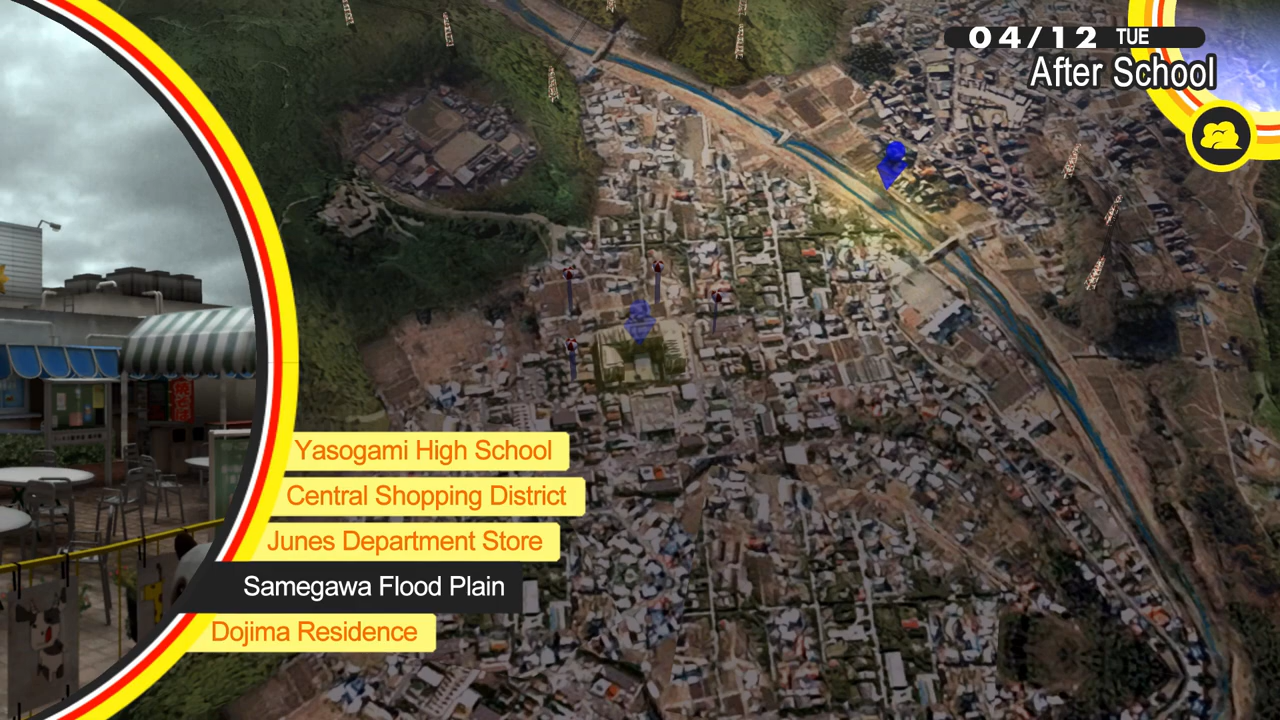 04/12 TUE
After School
Yasogami High School
Central Shopping District
Junes Department Store
Samegawa Flood Plain
Dojima Residence